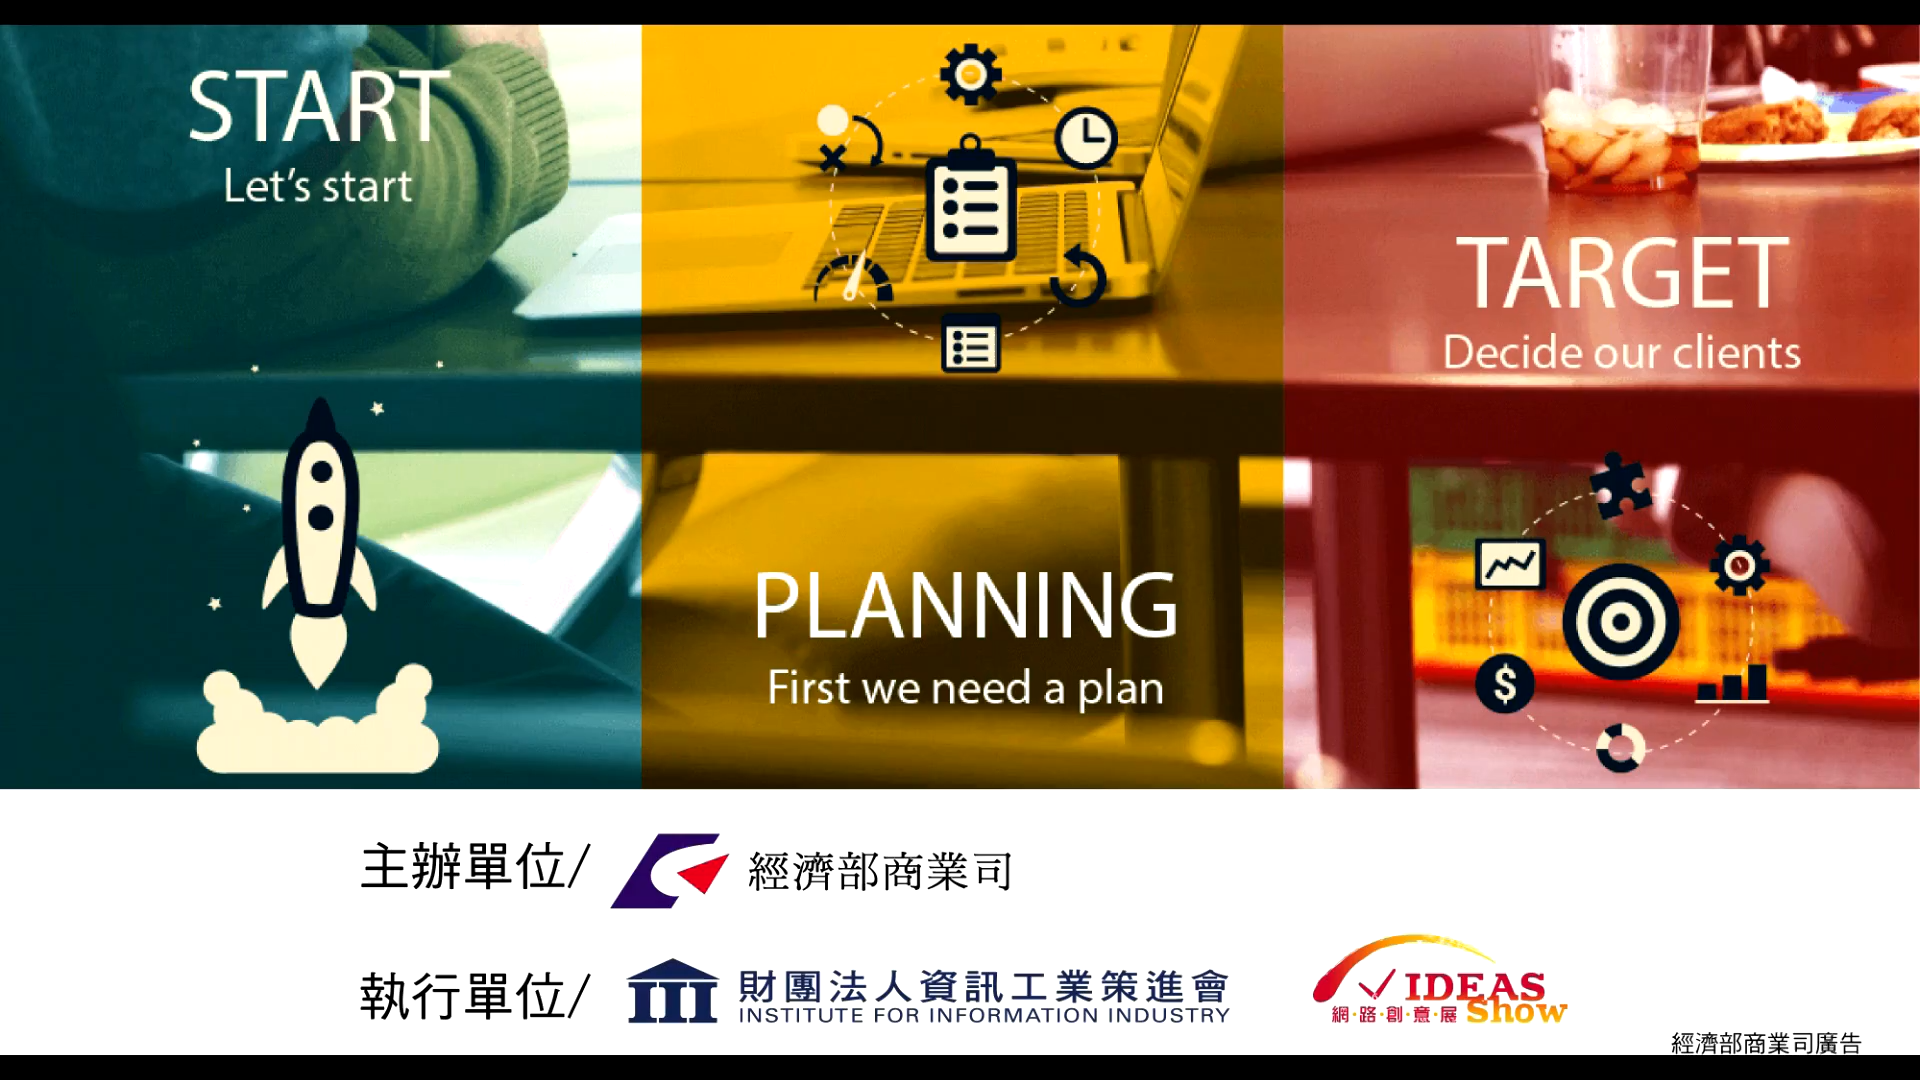 START
Let's start
PLANNING
First we need a plan
TARGET
Decide our clients
$
主辦單位/ 經濟部商業司
執行單位/ 財團法人資訊工業策進會
INSTITUTE FOR INFORMATION INDUSTRY
IDEAS
Show
網·路·創·意·展
經濟部商業司廣告